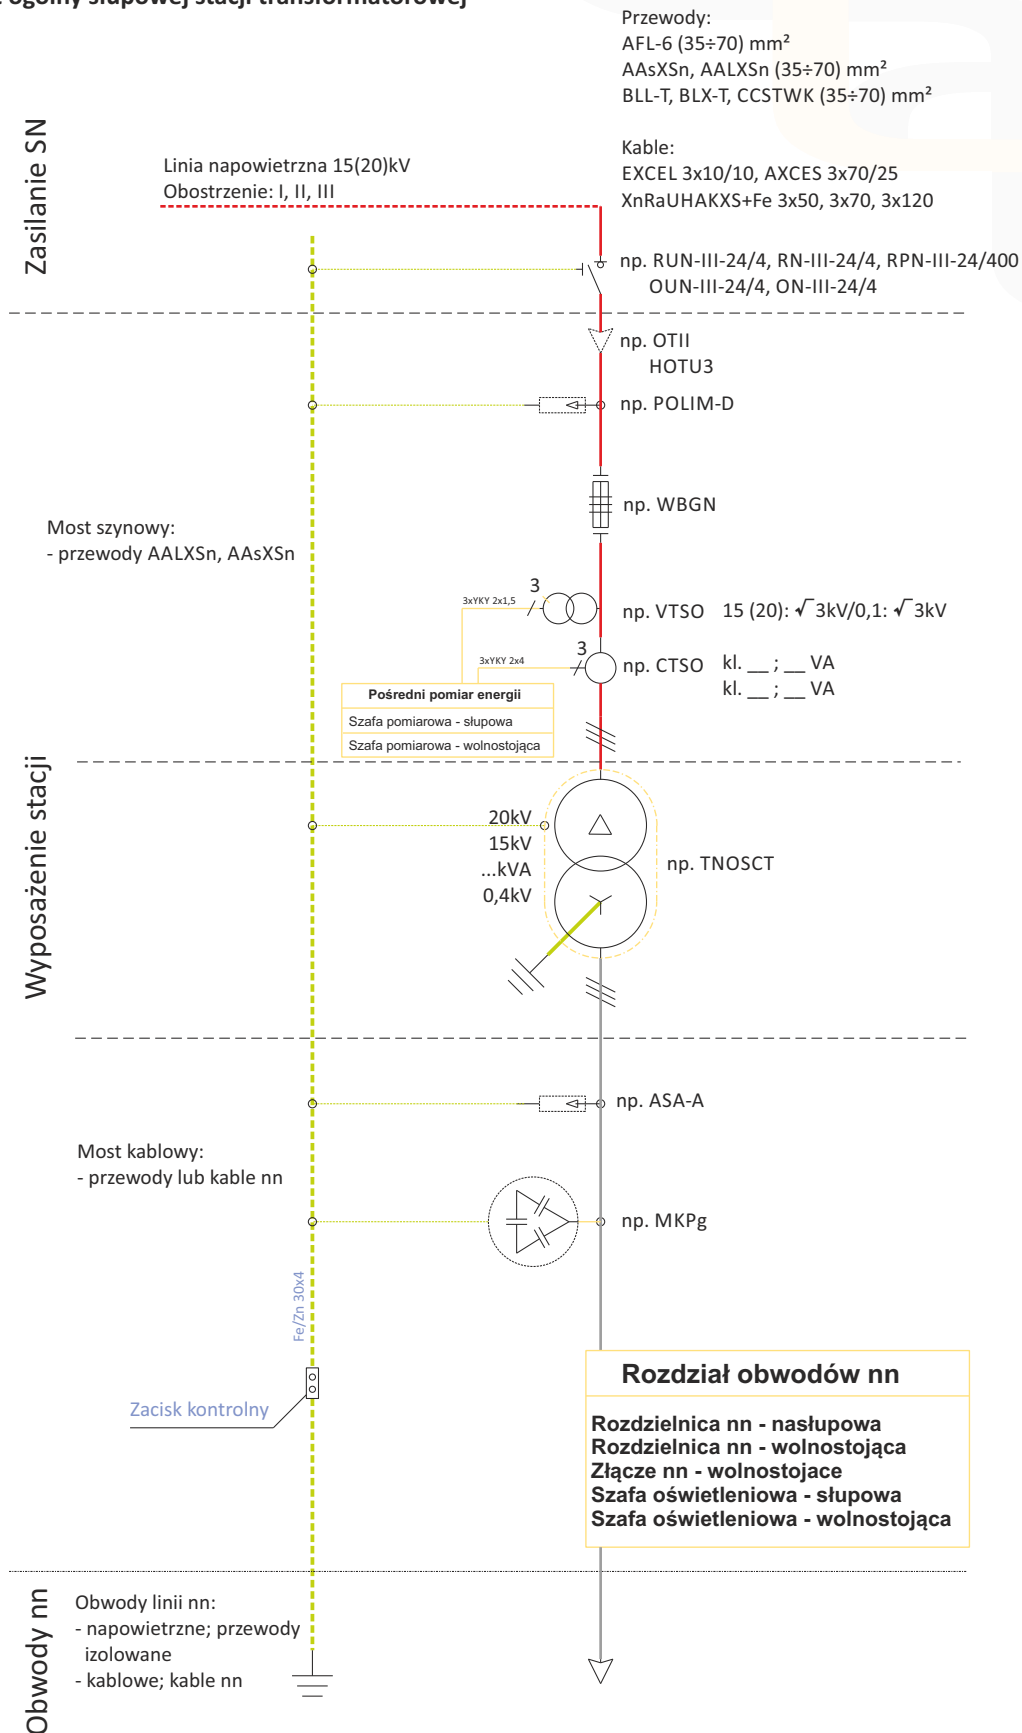 ogólny słupowej stacji transformatorowej
Przewody:
AFL-6 (35÷70) mm²
AAsXSn, AALXSn (35÷70) mm²
BLL-T, BLX-T, CCSTWK (35÷70) mm²
Kable:
EXCEL 3x10/10, AXCES 3x70/25
XnRaUHAKXS+Fe 3x50, 3x70, 3x120
Zasilanie SN
Linia napowietrzna 15(20)kV
Obostrzenie: I, II, III
np. RUN-III-24/4, RN-III-24/4, RPN-III-24/400
OUN-III-24/4, ON-III-24/4
np. OTII
HOTU3
np. POLIM-D
np. WBGN
Most szynowy:
- przewody AALXSn, AAsXSn
3
3xYKY 2x1,5
np. VTSO 15 (20): √3kV/0,1: √3kV
3
3xYKY 2x4
np. CTSO kl. __ ; __ VA
kl. __ ; __ VA
Pośredni pomiar energii
Szafa pomiarowa - słupowa
Szafa pomiarowa - wolnostojąca
Wyposażenie stacji
20kV
15kV
...kVA
0,4kV
np. TNOSCT
np. ASA-A
Most kablowy:
- przewody lub kable nn
np. MKPg
Fe/Zn 30x4
Zacisk kontrolny
Rozdział obwodów nn
Rozdzielnica nn - nasłupowa
Rozdzielnica nn - wolnostojąca
Złącze nn - wolnostojace
Szafa oświetleniowa - słupowa
Szafa oświetleniowa - wolnostojąca
Obwody nn
Obwody linii nn:
- napowietrzne; przewody
izolowane
- kablowe; kable nn